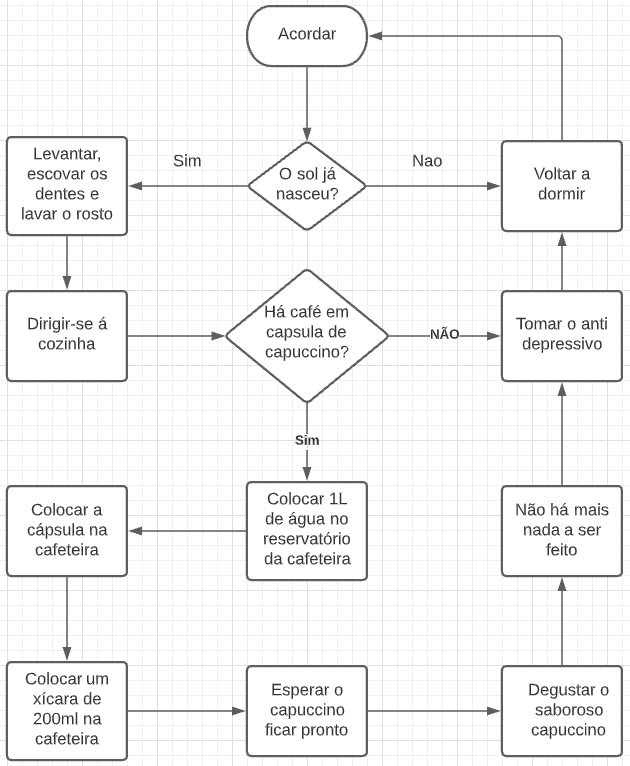 Acordar
Levantar,
escovar os
dentes e
lavar o rosto
Sim
O sol já
nasceu?
Nao
Voltar a
dormir
Dirigir-se á
cozinha
Há café em
capsula de
capuccino?
NÃO
Tomar o anti
depressivo
Sim
Colocar a
cápsula na
cafeteira
Colocar 1L
de água no
reservatório
da cafeteira
Não há mais
nada a ser
feito
Colocar um
xícara de
200ml na
cafeteira
Esperar o
capuccino
ficar pronto
Degustar o
saboroso
capuccino